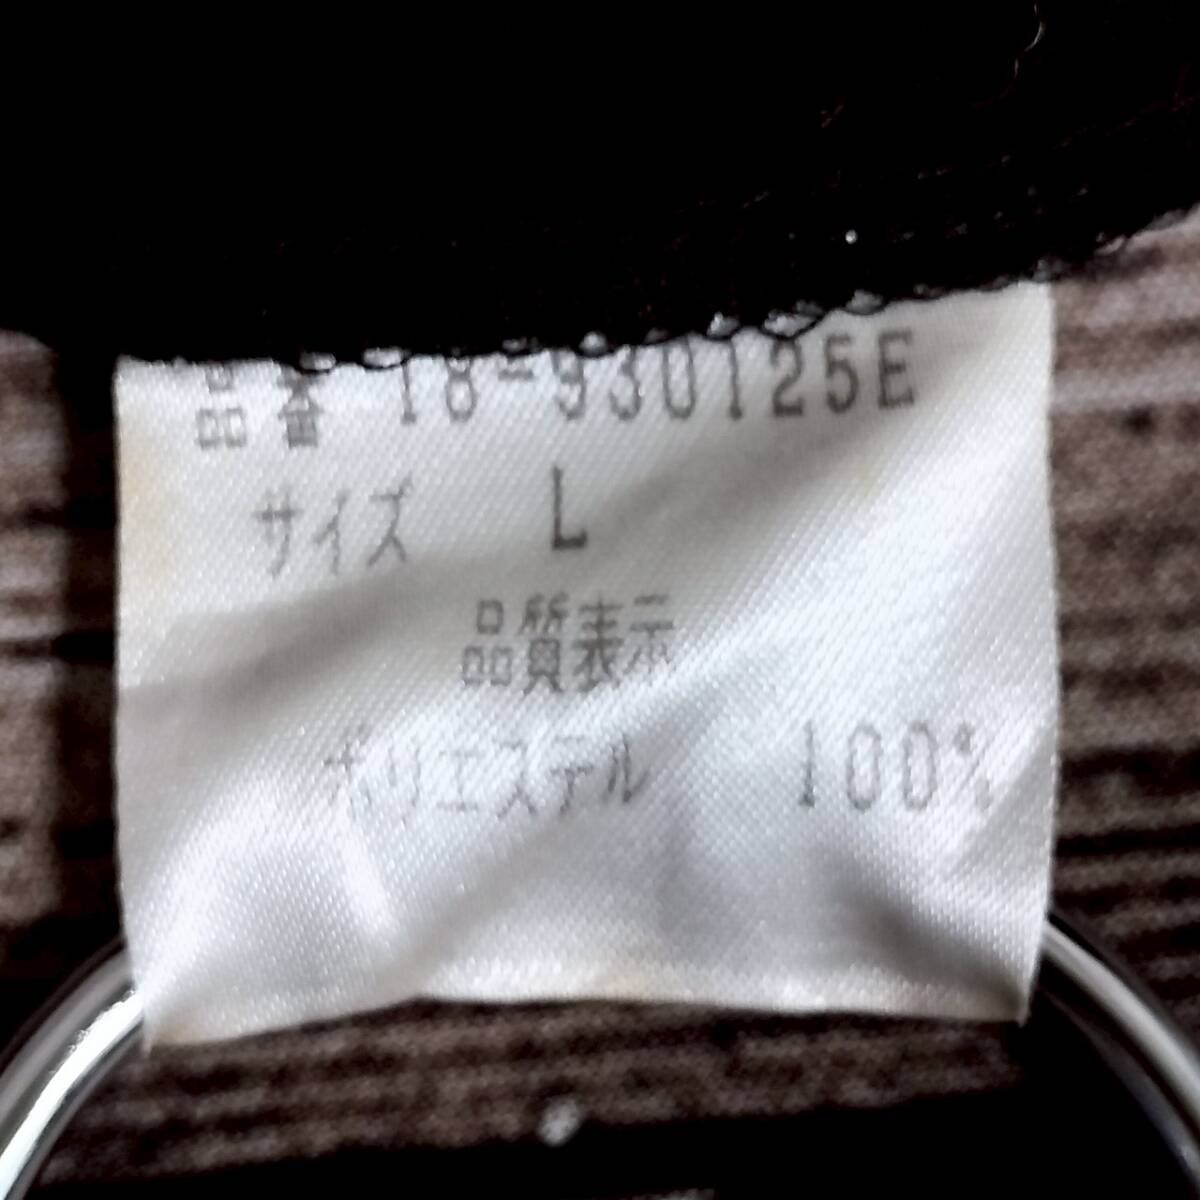 品番 18-930125E
サイズ L
品質表示
ポリエステル 100%